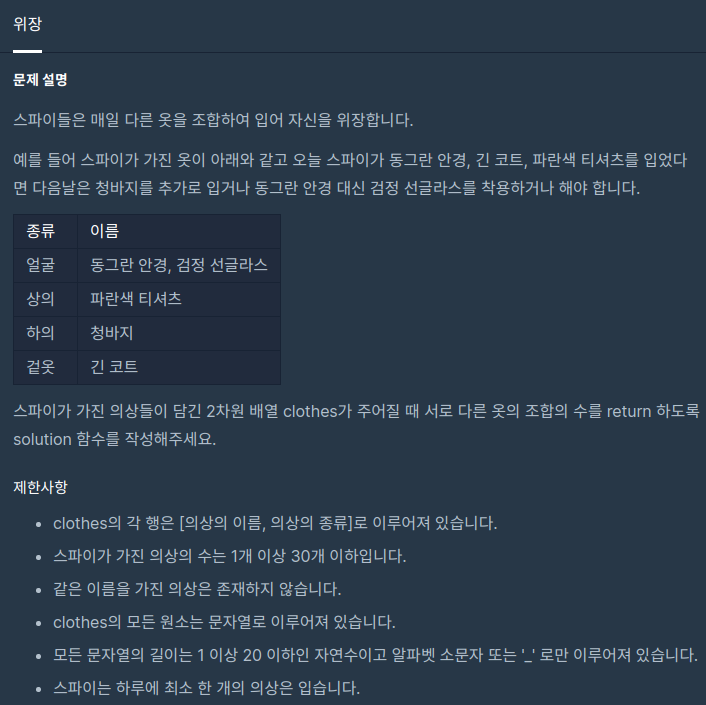 위장
문제 설명
스파이들은 매일 다른 옷을 조합하여 입어 자신을 위장합니다.
예를 들어 스파이가 가진 옷이 아래와 같고 오늘 스파이가 동그란 안경, 긴 코트, 파란색 티셔츠를 입었다
면 다음날은 청바지를 추가로 입거나 동그란 안경 대신 검정 선글라스를 착용하거나 해야 합니다.
종류 이름
얼굴 동그란 안경, 검정 선글라스
상의 파란색 티셔츠
하의 청바지
겉옷 긴 코트
스파이가 가진 의상들이 담긴 2차원 배열 clothes가 주어질 때 서로 다른 옷의 조합의 수를 return 하도록
solution 함수를 작성해주세요.
제한사항
• clothes의 각 행은 [의상의 이름, 의상의 종류]로 이루어져 있습니다.
• 스파이가 가진 의상의 수는 1개 이상 30개 이하입니다.
• 같은 이름을 가진 의상은 존재하지 않습니다.
• clothes의 모든 원소는 문자열로 이루어져 있습니다.
• 모든 문자열의 길이는 1 이상 20 이하인 자연수이고 알파벳 소문자 또는 '_' 로만 이루어져 있습니다.
• 스파이는 하루에 최소 한 개의 의상은 입습니다.